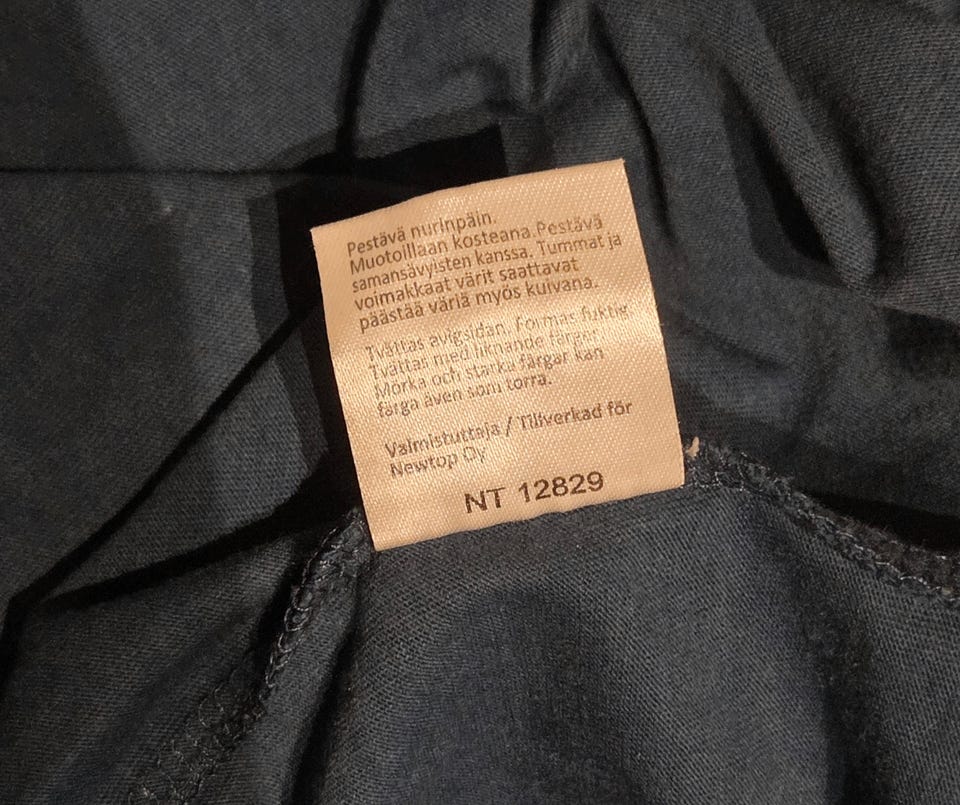 Pestävä nurinpäin.
Muotoillaan kosteana.Pestävä
samansävyisten kanssa. Tummat ja
voimakkaat värit saattavat
päästää väriä myös kuivana.
Tvättas avigsidan. Formas fuktig.
Tvättas med liknande färger.
Mörka och starka färgar kan
färga även som torra.
Valmistuttaja / Tillverkad för
Newtop Oy
NT 12829